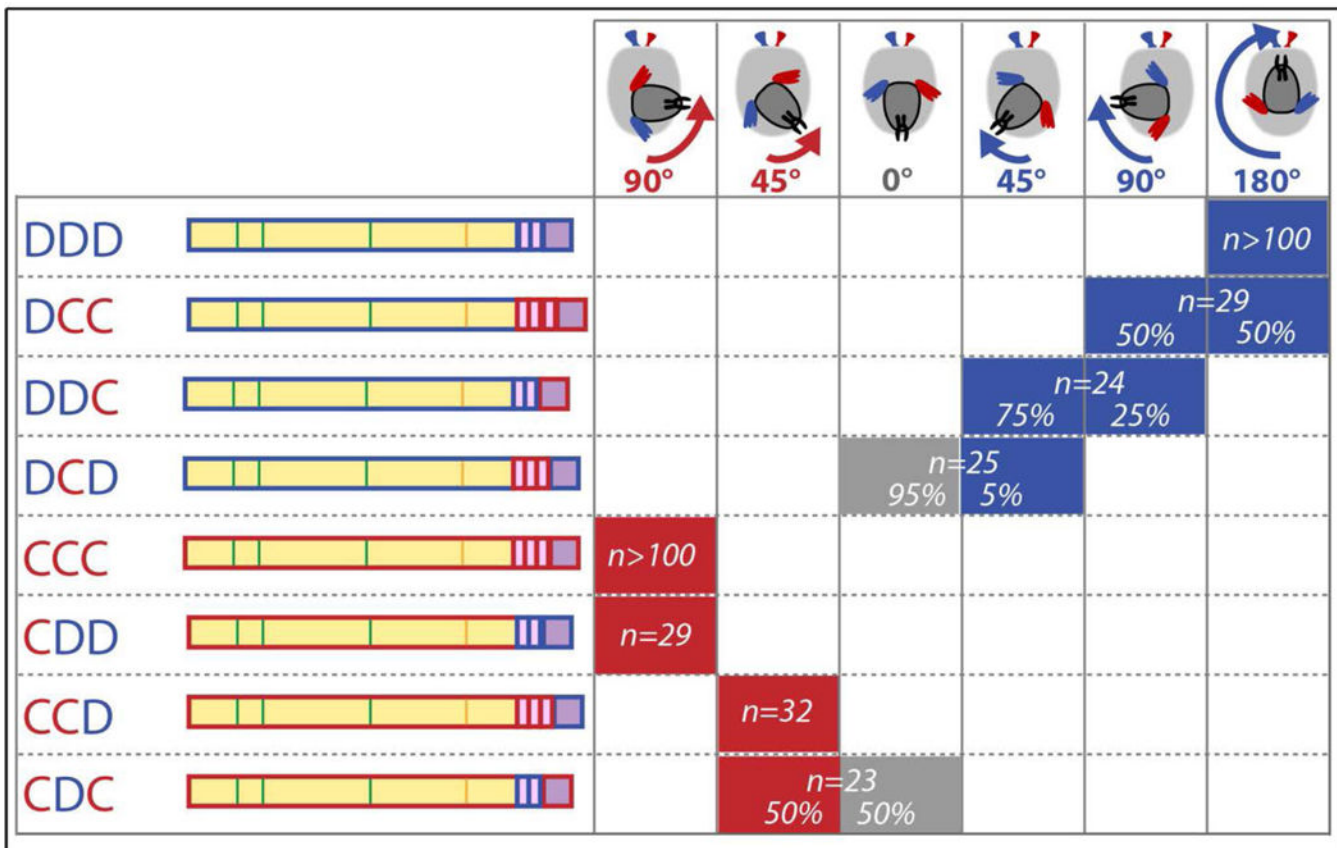 90° 45° 0° 45° 90° 180°
DDD n>100
DCC n=29
50% 50%
DDC n=24
75% 25%
DCD n=25
95% 5%
CCC n>100
CDD n=29
CCD n=32
CDC n=23
50% 50%